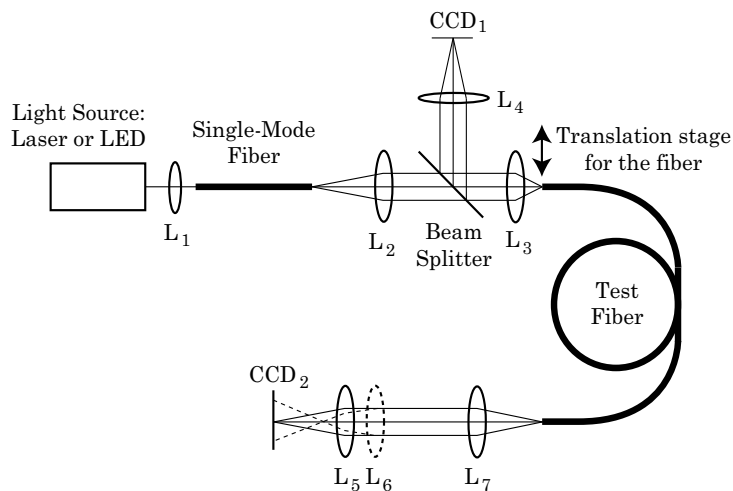 CCD1
L4
Light Source:
Laser or LED
Single-Mode
Fiber
Translation stage
for the fiber
L1
L2
Beam
Splitter
L3
Test
Fiber
CCD2
L5
L6
L7